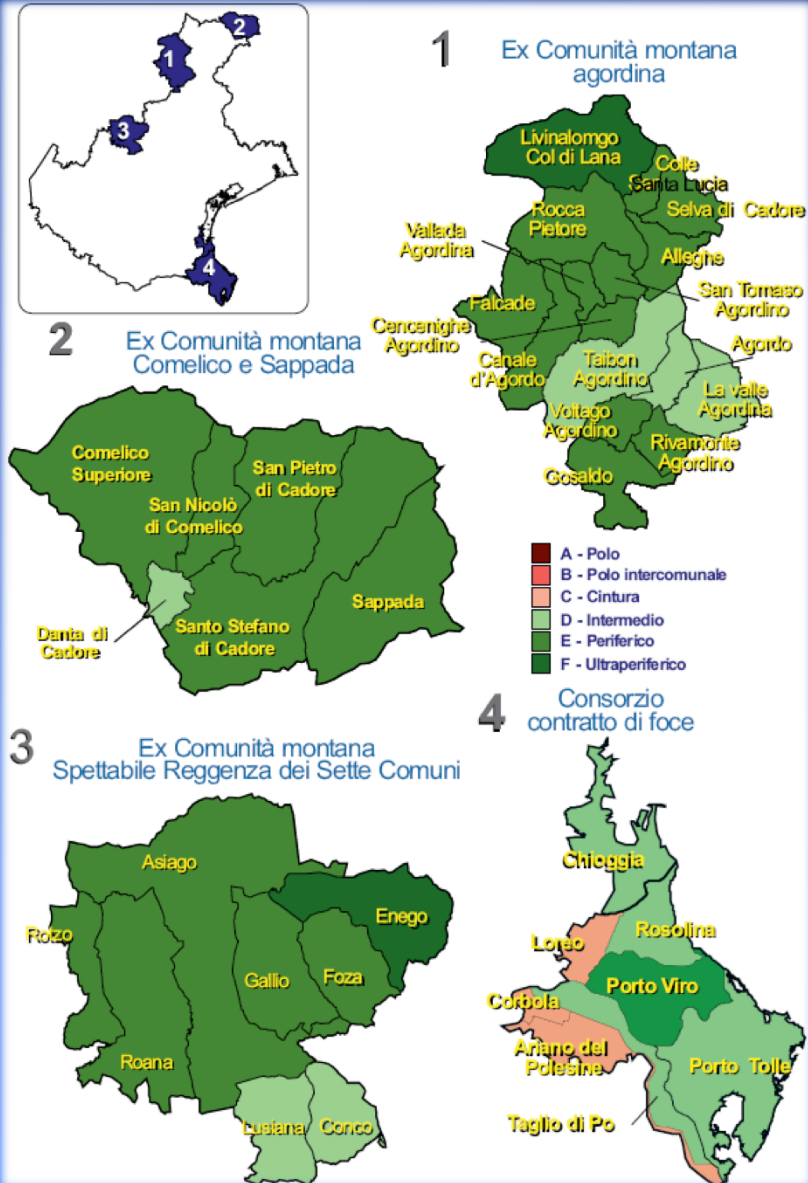 1
2
3
4
1
Ex Comunità montana
agordina
Livinalomgo
Col di Lana
Colle
Santa Lucia
Selva di Cadore
Rocca
Pietore
Vallada
Agordina
Alleghe
San Tomaso
Agordino
Falcade
Cencenighe
Agordino
Agordo
Canale
d'Agordo
Taibon
Agordino
La valle
Agordina
Voltago
Agordino
Rivamonte
Agordino
Gosaldo
2
Ex Comunità montana
Comelico e Sappada
Comelico
Superiore
San Pietro
di Cadore
San Nicolò
di Comelico
Sappada
Danta di
Cadore
Santo Stefano
di Cadore
A - Polo
B - Polo intercomunale
C - Cintura
D - Intermedio
E - Periferico
F - Ultraperiferico
3
Ex Comunità montana
Spettabile Reggenza dei Sette Comuni
Asiago
Enego
Rotzo
Gallio
Foza
Roana
Lusiana
Conco
4
Consorzio
contratto di foce
Chioggia
Rosolina
Loreo
Porto Viro
Corbola
Ariano del
Polesine
Porto Tolle
Taglio di Po